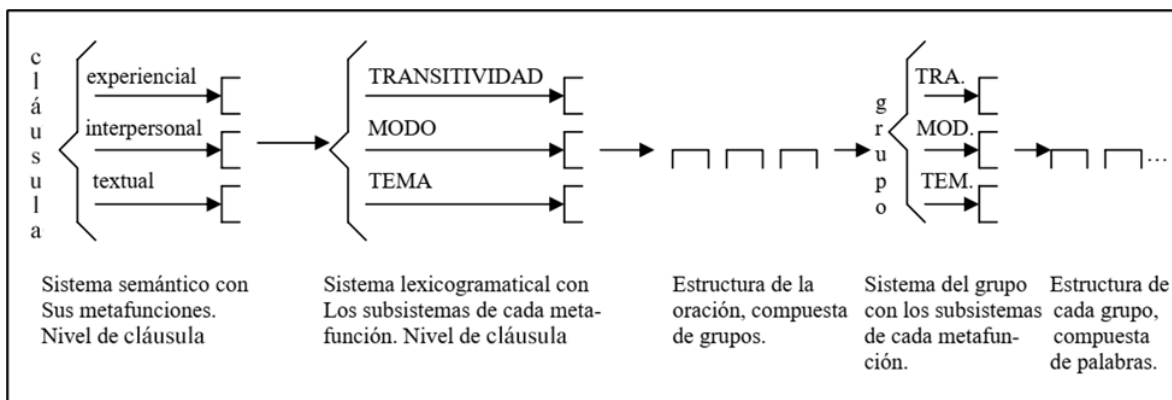 cláusula
experiencial
interpersonal
textual
TRANSITIVIDAD
MODO
TEMA
grupo
TRA.
MOD.
TEM.
...
Sistema semántico con
Sus metafunciones.
Nivel de cláusula
Sistema lexicogramatical con
Los subsistemas de cada meta-
función. Nivel de cláusula
Estructura de la
oración, compuesta
de grupos.
Sistema del grupo
con los subsistemas
de cada metafun-
ción.
Estructura de
cada grupo,
compuesta
de palabras.